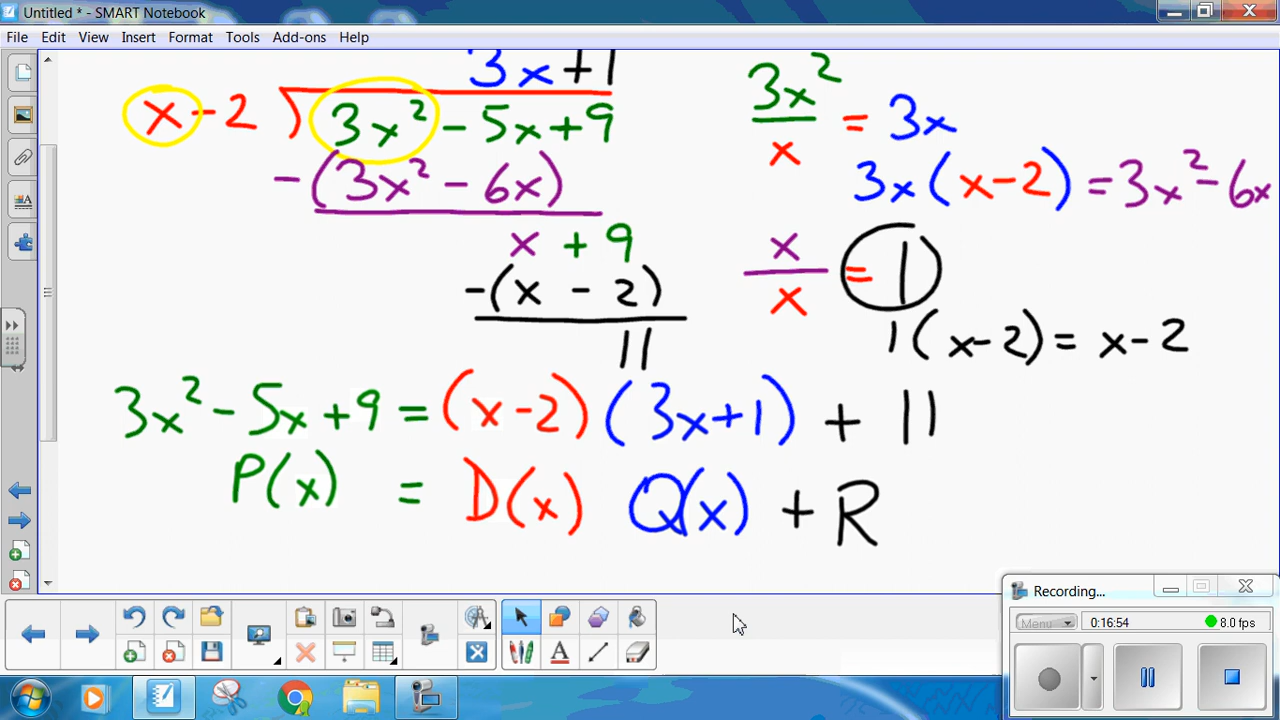 Untitled * - SMART Notebook
File Edit View Insert Format Tools Add-ons Help
3x+1
x-2 ) 3x² - 5x + 9
-(3x² - 6x)
x + 9
-(x - 2)
11
3x²/x = 3x
3x(x-2) = 3x² - 6x
x/x = 1
1(x-2) = x-2
3x² - 5x + 9 = (x-2)(3x+1) + 11
P(x) = D(x) Q(x) + R
Recording...
Menu 0:16:54 8.0 fps